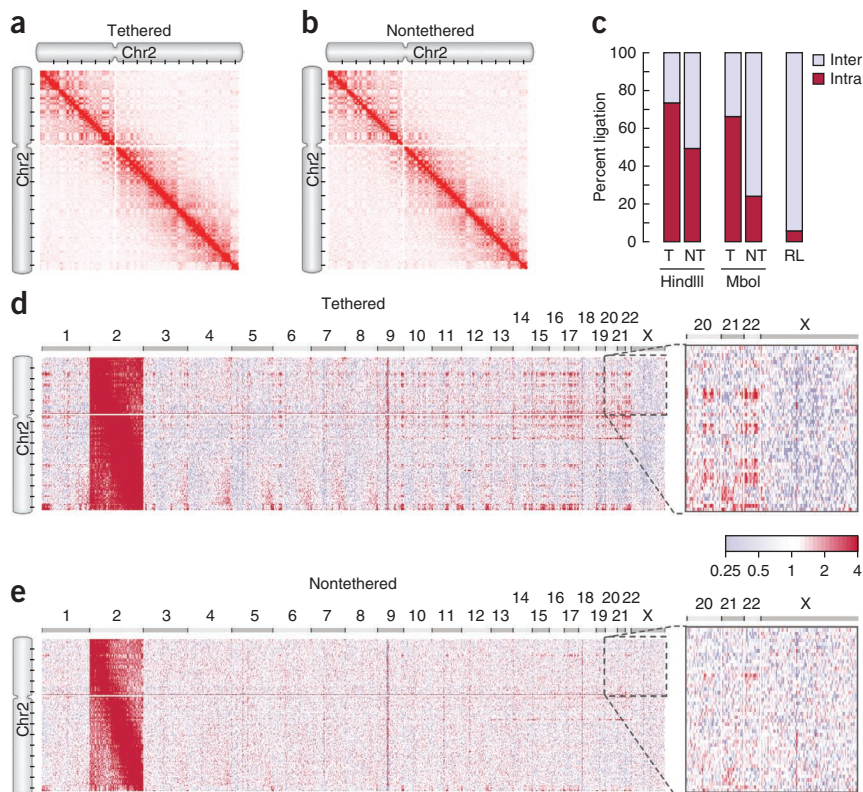 a
Tethered
Chr2
Chr2
b
Nontethered
Chr2
Chr2
c
Inter
Intra
Percent ligation
100
80
60
40
20
0
T NT T NT RL
HindIII MboI
d
Tethered
14 16 18 20 22
1 2 3 4 5 6 7 8 9 10 11 12 13 15 17 19 21 X
Chr2
20 21 22 X
0.25 0.5 1 2 4
e
Nontethered
14 16 18 20 22
1 2 3 4 5 6 7 8 9 10 11 12 13 15 17 19 21 X
Chr2
20 21 22 X